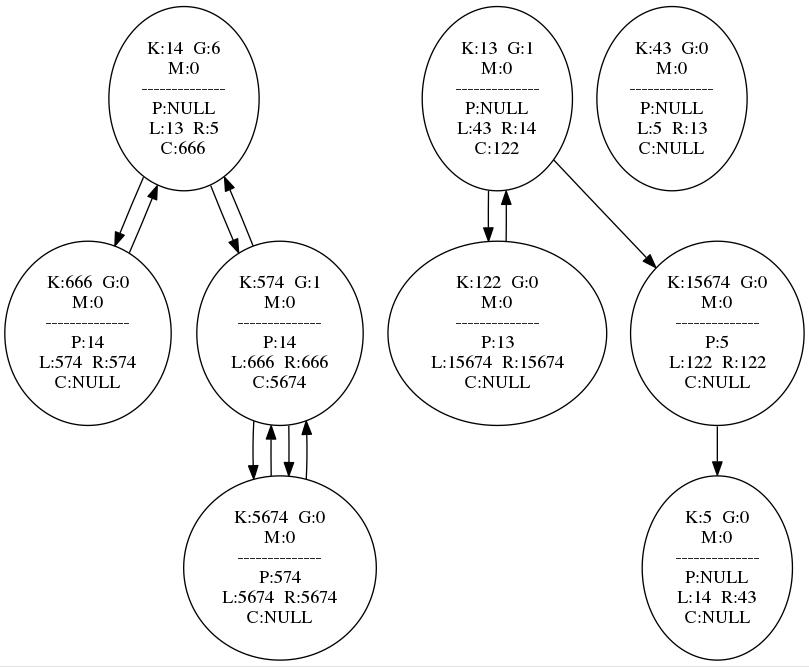 K:14 G:6
M:0
--------------
P:NULL
L:13 R:5
C:666
K:13 G:1
M:0
--------------
P:NULL
L:43 R:14
C:122
K:43 G:0
M:0
--------------
P:NULL
L:5 R:13
C:NULL
K:666 G:0
M:0
--------------
P:14
L:574 R:574
C:NULL
K:574 G:1
M:0
--------------
P:14
L:666 R:666
C:5674
K:122 G:0
M:0
--------------
P:13
L:15674 R:15674
C:NULL
K:15674 G:0
M:0
--------------
P:5
L:122 R:122
C:NULL
K:5674 G:0
M:0
--------------
P:574
L:5674 R:5674
C:NULL
K:5 G:0
M:0
--------------
P:NULL
L:14 R:43
C:NULL